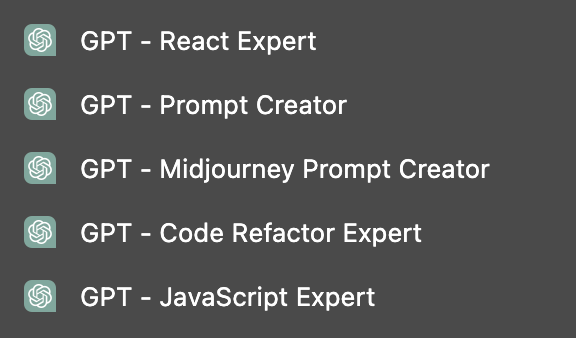 GPT - React Expert
GPT - Prompt Creator
GPT - Midjourney Prompt Creator
GPT - Code Refactor Expert
GPT - JavaScript Expert